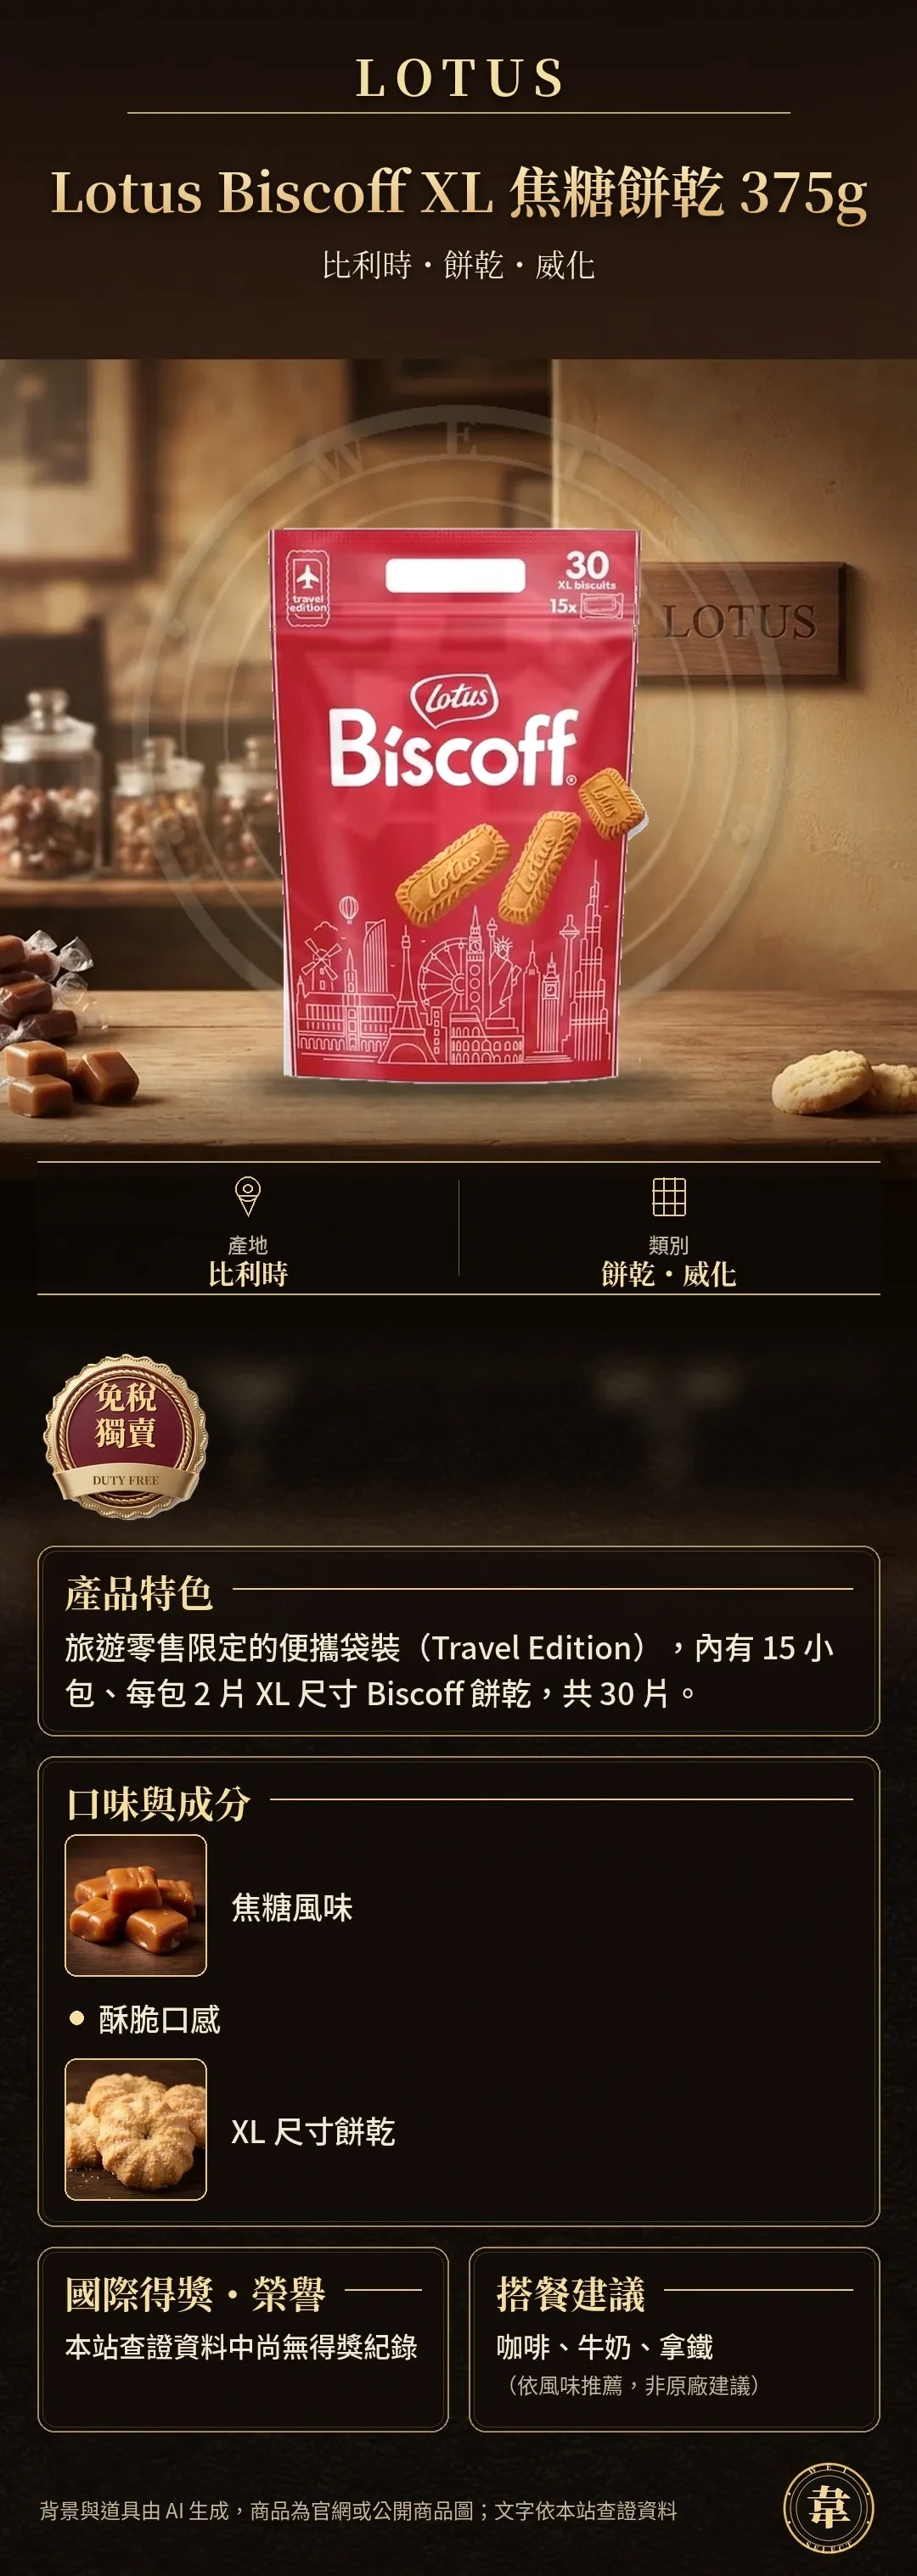 LOTUS
Lotus Biscoff XL 焦糖餅乾 375g
比利時・餅乾・威化
W E I
travel
edition
30
XL biscuits
15x
LOTUS
Lotus
Biscoff
Lotus
Lotus
Lotus
產地
比利時
類別
餅乾・威化
免稅
獨賣
DUTY FREE
產品特色
旅遊零售限定的便攜袋裝（Travel Edition），內有 15 小
包、每包 2 片 XL 尺寸 Biscoff 餅乾，共 30 片。
口味與成分
焦糖風味
酥脆口感
XL 尺寸餅乾
國際得獎・榮譽
本站查證資料中尚無得獎紀錄
搭餐建議
咖啡、牛奶、拿鐵
（依風味推薦，非原廠建議）
背景與道具由 AI 生成，商品為官網或公開商品圖；文字依本站查證資料
WEI
韋
SELECT